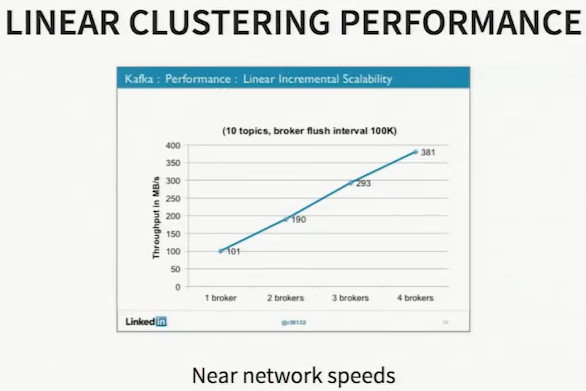 LINEAR CLUSTERING PERFORMANCE
Kafka : Performance : Linear Incremental Scalability
(10 topics, broker flush interval 100K)
Throughput in MB/s
400
350
300
250
200
150
100
50
0
101
190
293
381
1 broker 2 brokers 3 brokers 4 brokers
Linked in
@r39132
Near network speeds